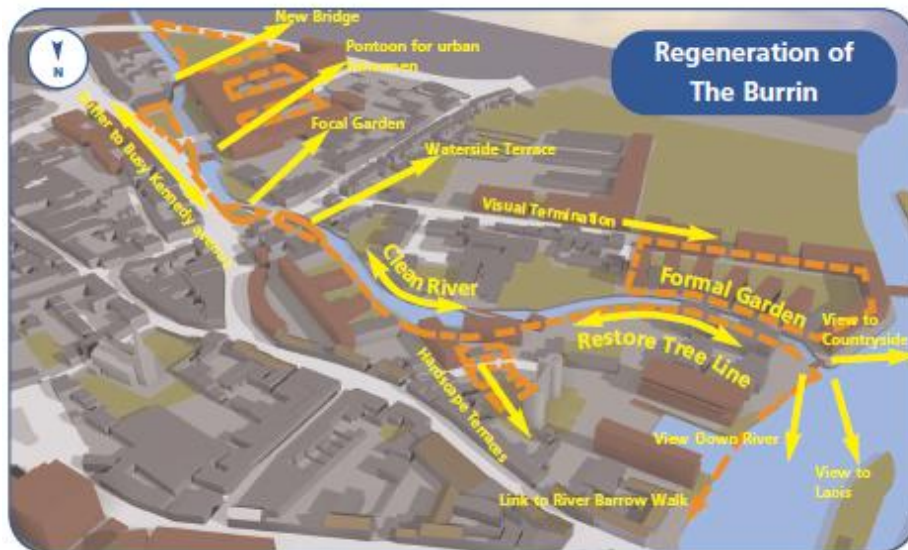 New Bridge
Pontoon for urban
Focal Garden
Waterside Terrace
Regeneration of
The Burrin
N
Buffer to Busy Kennedy avenue
Visual Termination
Clean River
Formal Garden
Restore Tree Line
View to
Countryside
Hardscape Terraces
View Down River
View to
Laois
Link to River Barrow Walk